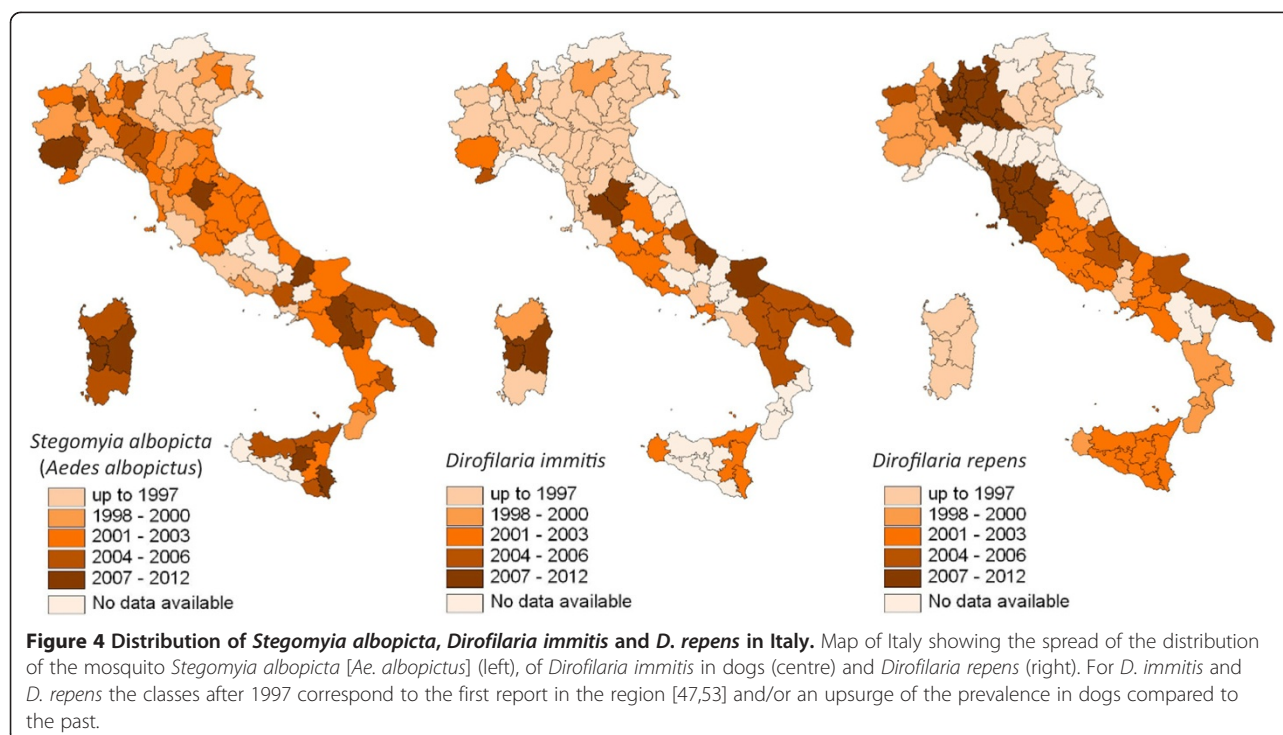 Stegomyia albopicta
(Aedes albopictus)
up to 1997
1998 - 2000
2001 - 2003
2004 - 2006
2007 - 2012
No data available
Dirofilaria immitis
up to 1997
1998 - 2000
2001 - 2003
2004 - 2006
2007 - 2012
No data available
Dirofilaria repens
up to 1997
1998 - 2000
2001 - 2003
2004 - 2006
2007 - 2012
No data available
Figure 4 Distribution of Stegomyia albopicta, Dirofilaria immitis and D. repens in Italy. Map of Italy showing the spread of the distribution
of the mosquito Stegomyia albopicta [Ae. albopictus] (left), of Dirofilaria immitis in dogs (centre) and Dirofilaria repens (right). For D. immitis and
D. repens the classes after 1997 correspond to the first report in the region [47,53] and/or an upsurge of the prevalence in dogs compared to
the past.